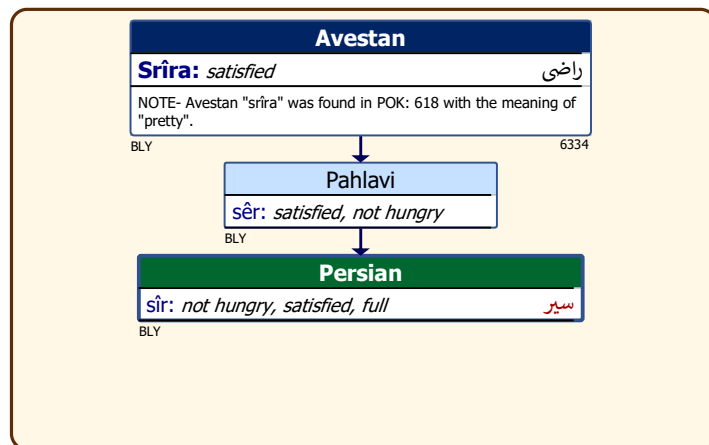 Avestan
Srîra: satisfied راضی
NOTE- Avestan "srîra" was found in POK: 618 with the meaning of
"pretty".
BLY 6334
Pahlavi
sêr: satisfied, not hungry
BLY
Persian
sîr: not hungry, satisfied, full سیر
BLY